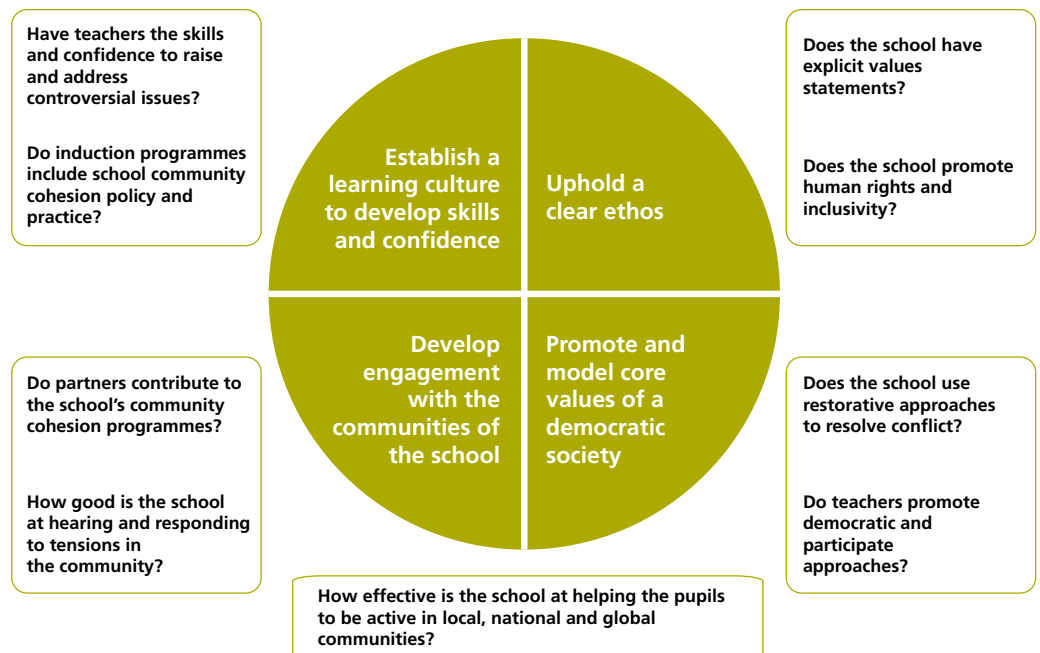 Have teachers the skills
and confidence to raise
and address
controversial issues?
Do induction programmes
include school community
cohesion policy and
practice?
Does the school have
explicit values
statements?
Does the school promote
human rights and
inclusivity?
Establish a
learning culture
to develop skills
and confidence
Uphold a
clear ethos
Develop
engagement
with the
communities of
the school
Promote and
model core
values of a
democratic
society
Do partners contribute to
the school's community
cohesion programmes?
How good is the school
at hearing and responding
to tensions in
the community?
Does the school use
restorative approaches
to resolve conflict?
Do teachers promote
democratic and
participate
approaches?
How effective is the school at helping the pupils
to be active in local, national and global
communities?